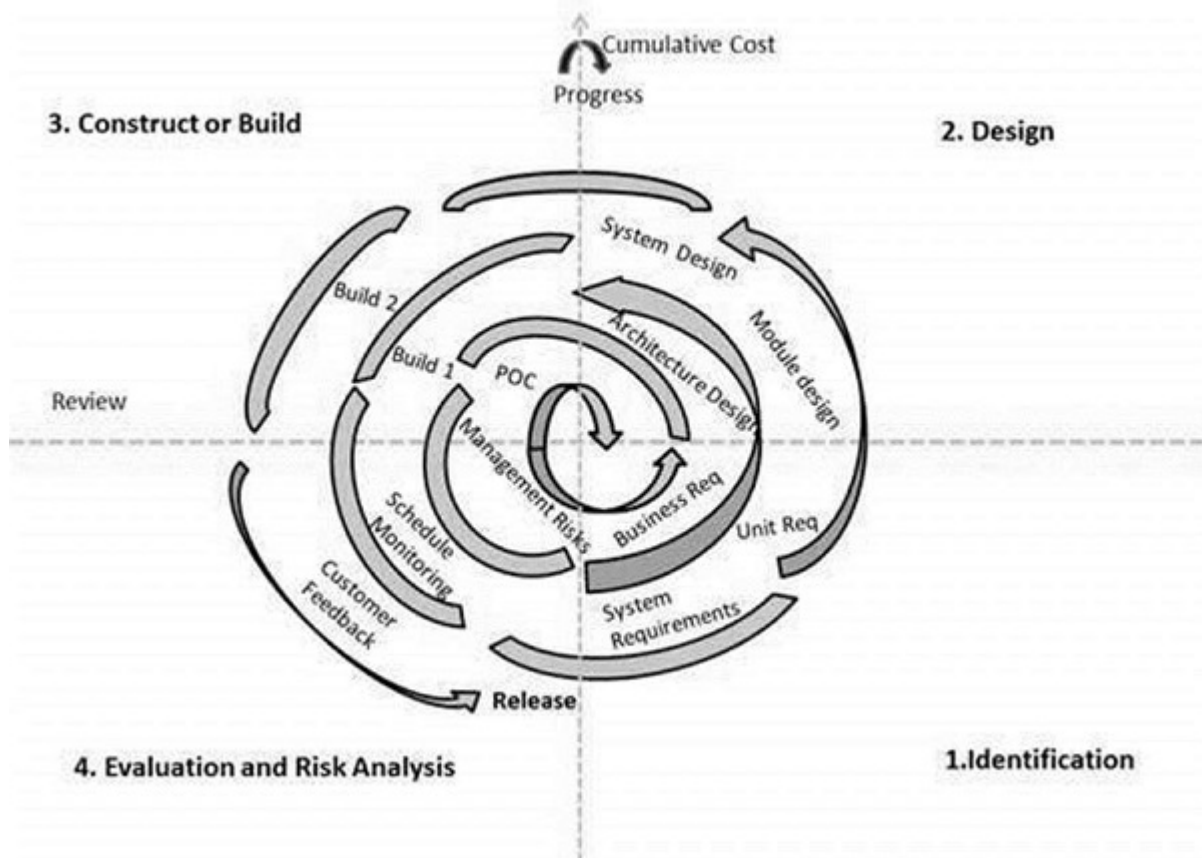 Cumulative Cost
Progress
3. Construct or Build
2. Design
System Design
Build 2
Module design
Architecture Desigr
Build 1
POC
Review
Management Risks
Business Req
Unit Req
Schedule
Monitoring
System
Requirements
Customer
Feedback
Release
4. Evaluation and Risk Analysis
1.Identification